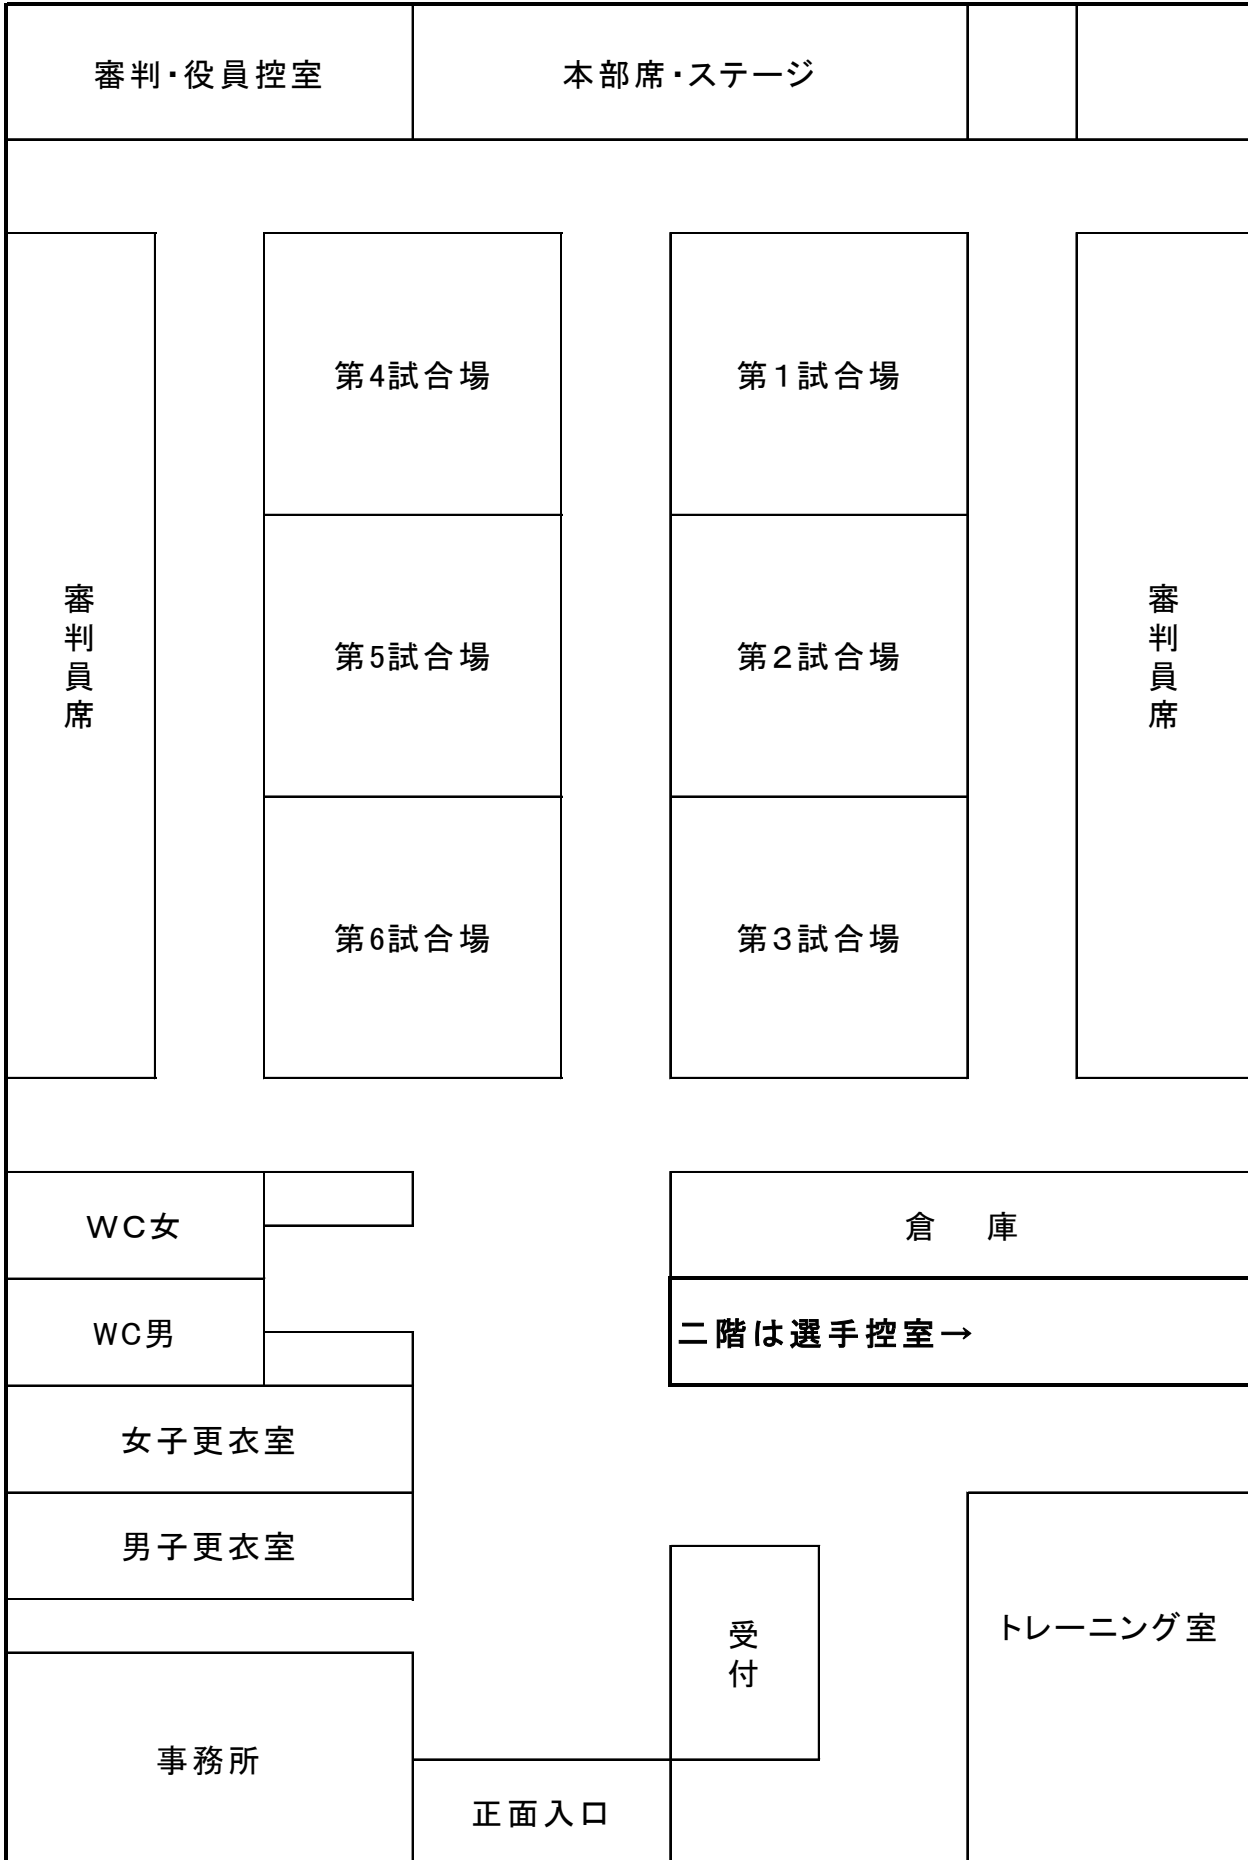 審判・役員控室
本部席・ステージ
審判員席
第4試合場
第１試合場
審判員席
第5試合場
第２試合場
第6試合場
第３試合場
ＷＣ女
倉　庫
WC男
二階は選手控室→
女子更衣室
男子更衣室
受付
トレーニング室
事務所
正面入口